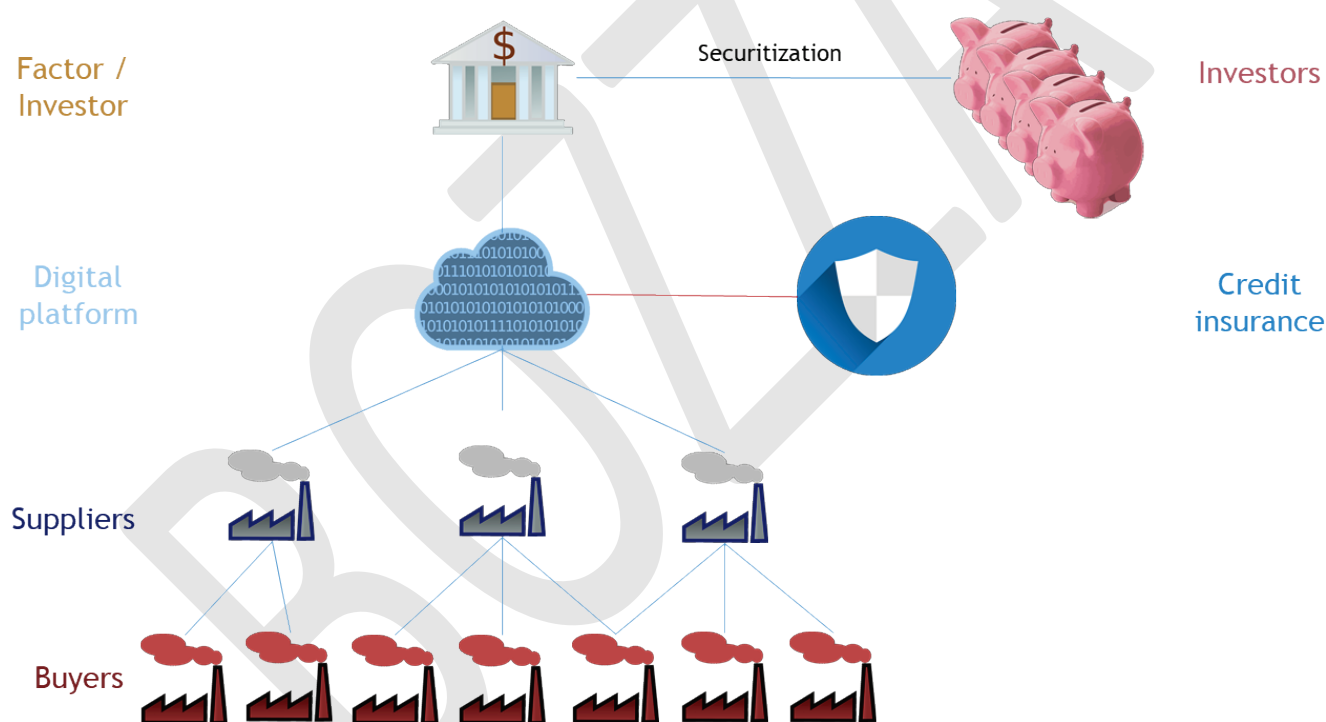 Factor /
Investor
$
Securitization
Investors
Digital
platform
Credit
insurance
Suppliers
Buyers